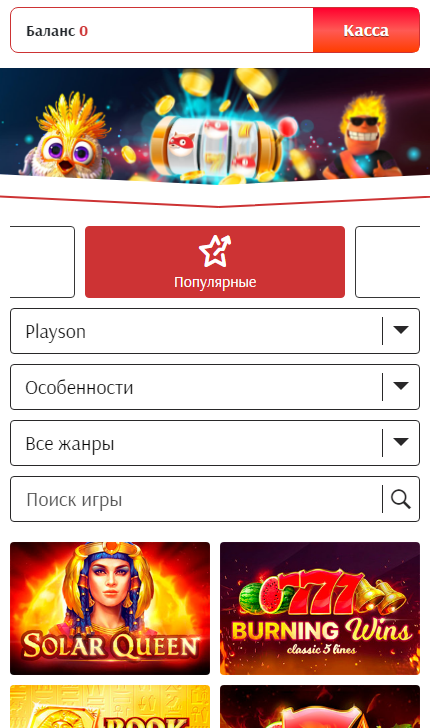 Баланс 0
Касса
Популярные
Playson
Особенности
Все жанры
Поиск игры
SOLAR QUEEN
777
BURNING Wins
classic 5 lines
BOOK